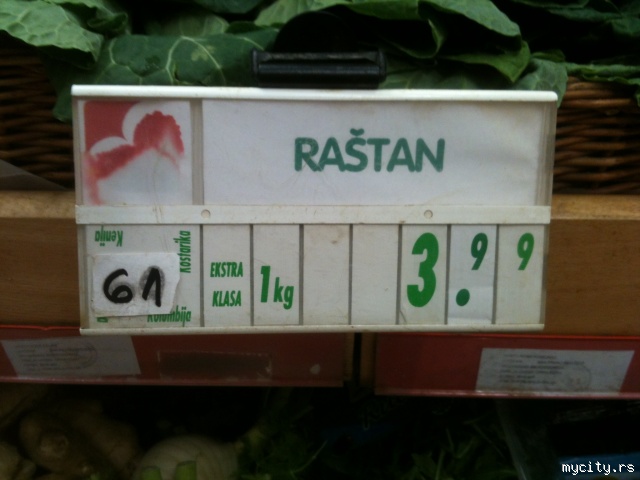 RAŠTAN
Kenija
Kostarika
61
Kolumbija
EKSTRA
KLASA
1kg
3.99
mycity.rs